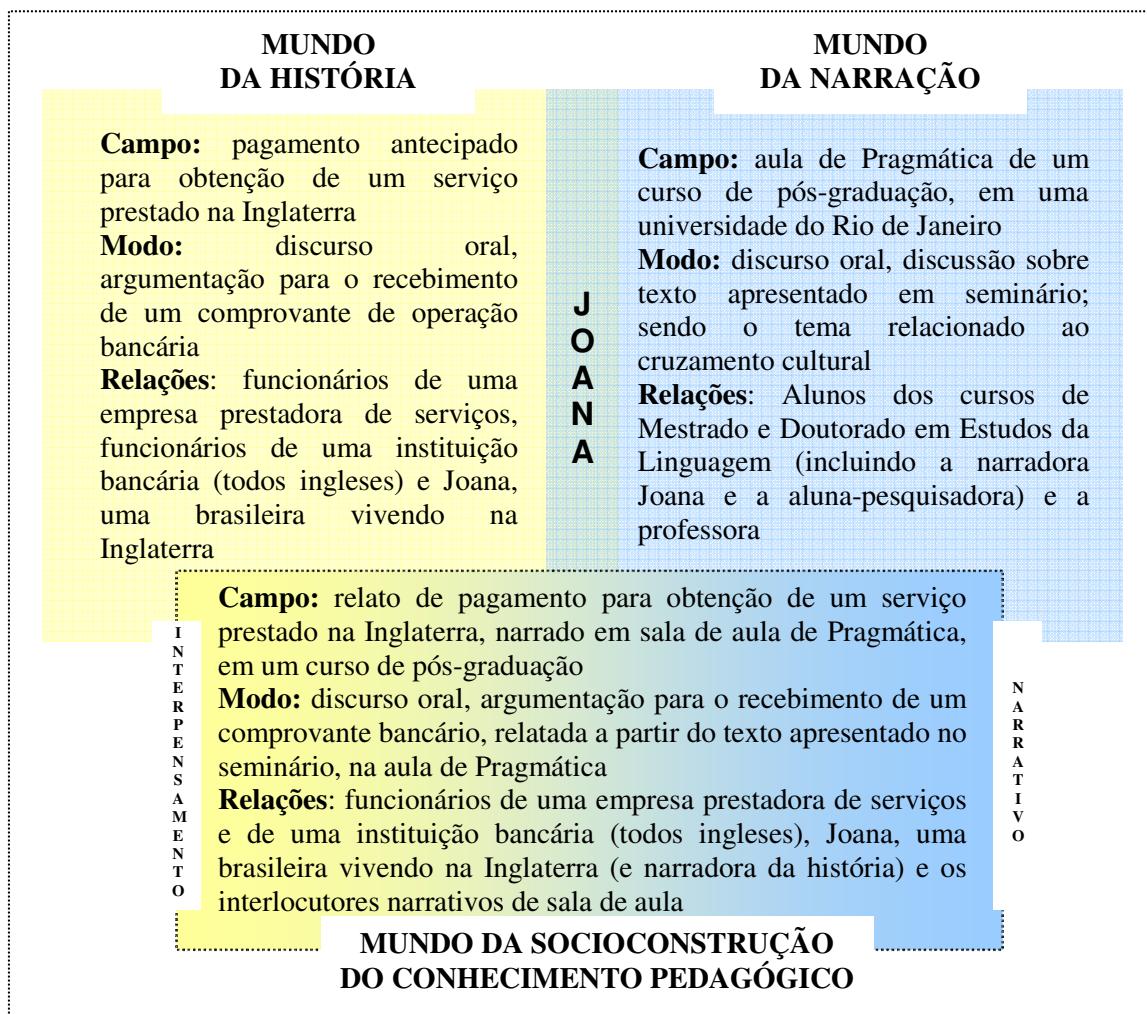 MUNDO
DA HISTÓRIA
Campo: pagamento antecipado
para obtenção de um serviço
prestado na Inglaterra
Modo: discurso oral,
argumentação para o recebimento
de um comprovante de operação
bancária
Relações: funcionários de uma
empresa prestadora de serviços,
funcionários de uma instituição
bancária (todos ingleses) e Joana,
uma brasileira vivendo na
Inglaterra
J
O
A
N
A
MUNDO
DA NARRAÇÃO
Campo: aula de Pragmática de um
curso de pós-graduação, em uma
universidade do Rio de Janeiro
Modo: discurso oral, discussão sobre
texto apresentado em seminário;
sendo o tema relacionado ao
cruzamento cultural
Relações: Alunos dos cursos de
Mestrado e Doutorado em Estudos da
Linguagem (incluindo a narradora
Joana e a aluna-pesquisadora) e a
professora
I
N
T
E
R
P
E
N
S
A
M
E
N
T
O
Campo: relato de pagamento para obtenção de um serviço
prestado na Inglaterra, narrado em sala de aula de Pragmática,
em um curso de pós-graduação
Modo: discurso oral, argumentação para o recebimento de um
comprovante bancário, relatada a partir do texto apresentado no
seminário, na aula de Pragmática
Relações: funcionários de uma empresa prestadora de serviços
e de uma instituição bancária (todos ingleses), Joana, uma
brasileira vivendo na Inglaterra (e narradora da história) e os
interlocutores narrativos de sala de aula
N
A
R
R
A
T
I
V
O
MUNDO DA SOCIOCONSTRUÇÃO
DO CONHECIMENTO PEDAGÓGICO